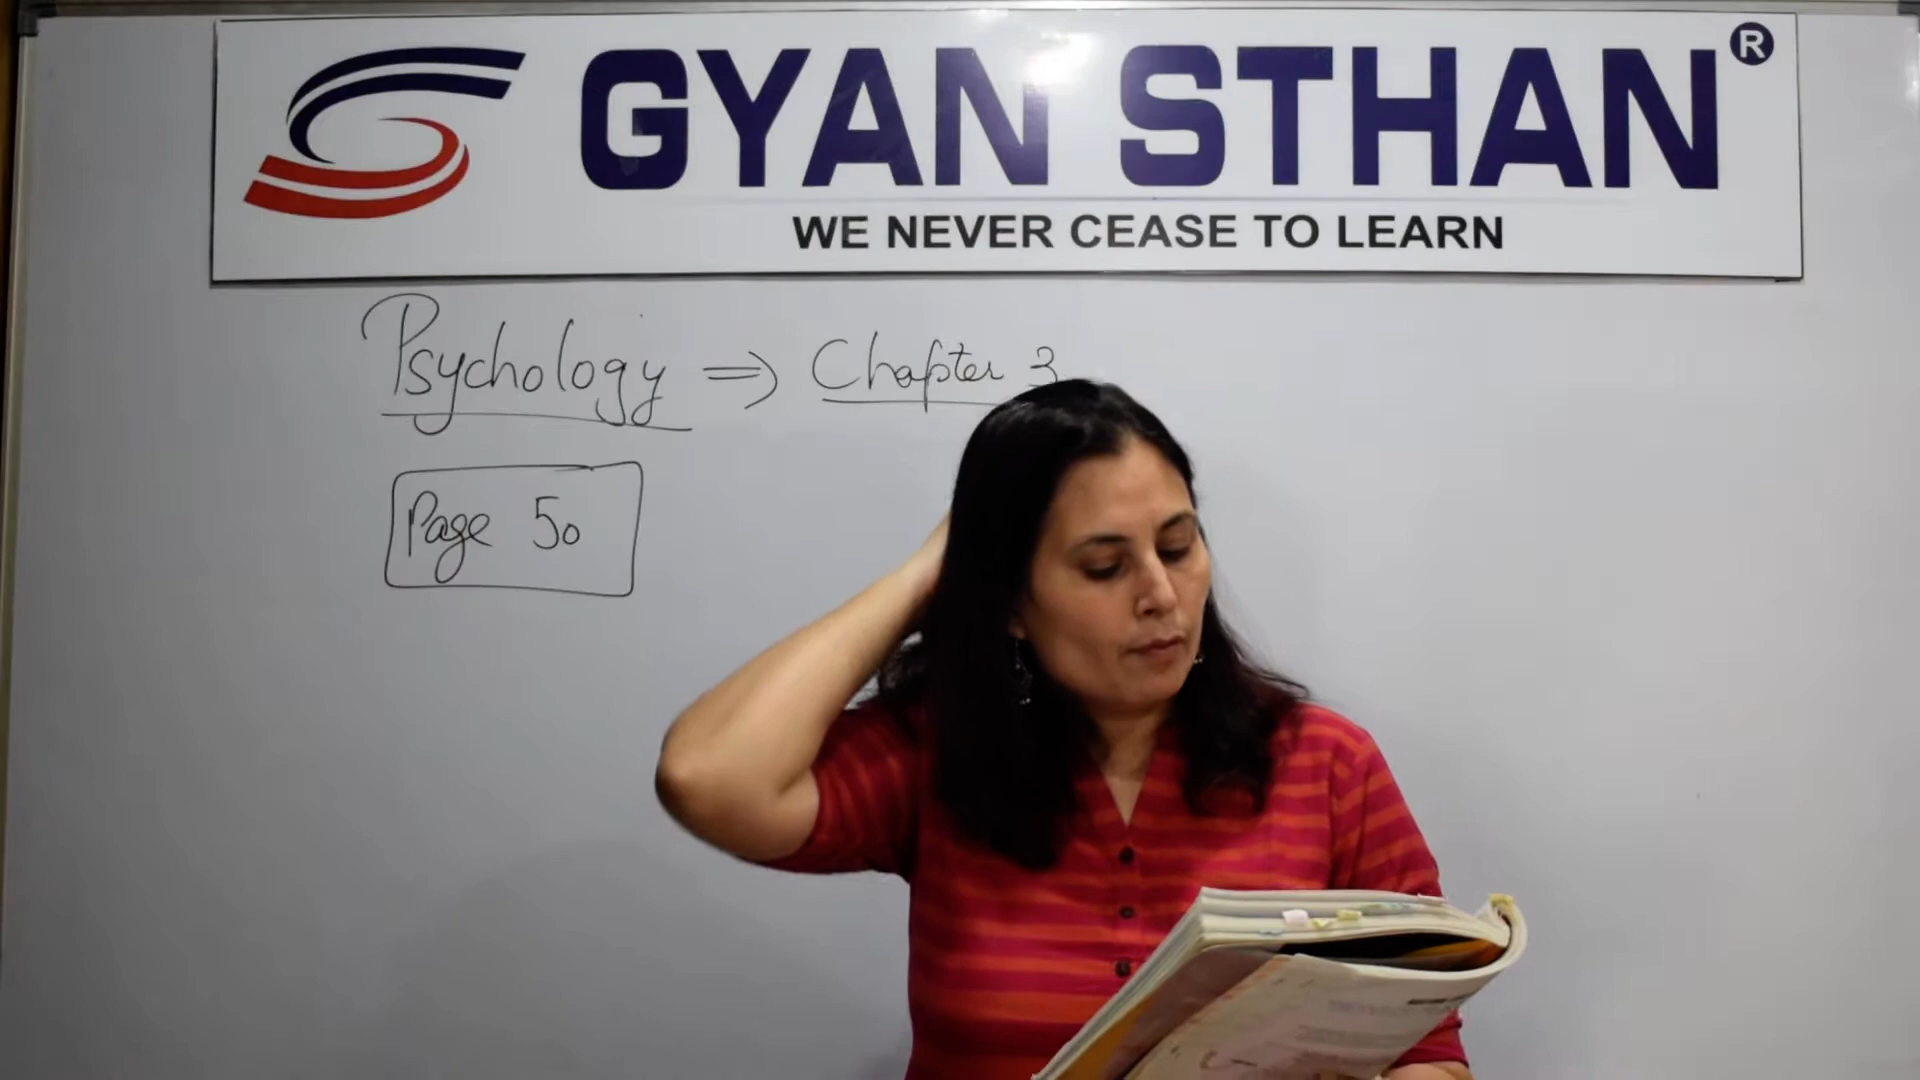 GYAN STHAN ®
WE NEVER CEASE TO LEARN
Psychology ⇒ Chapter 3
Page 50